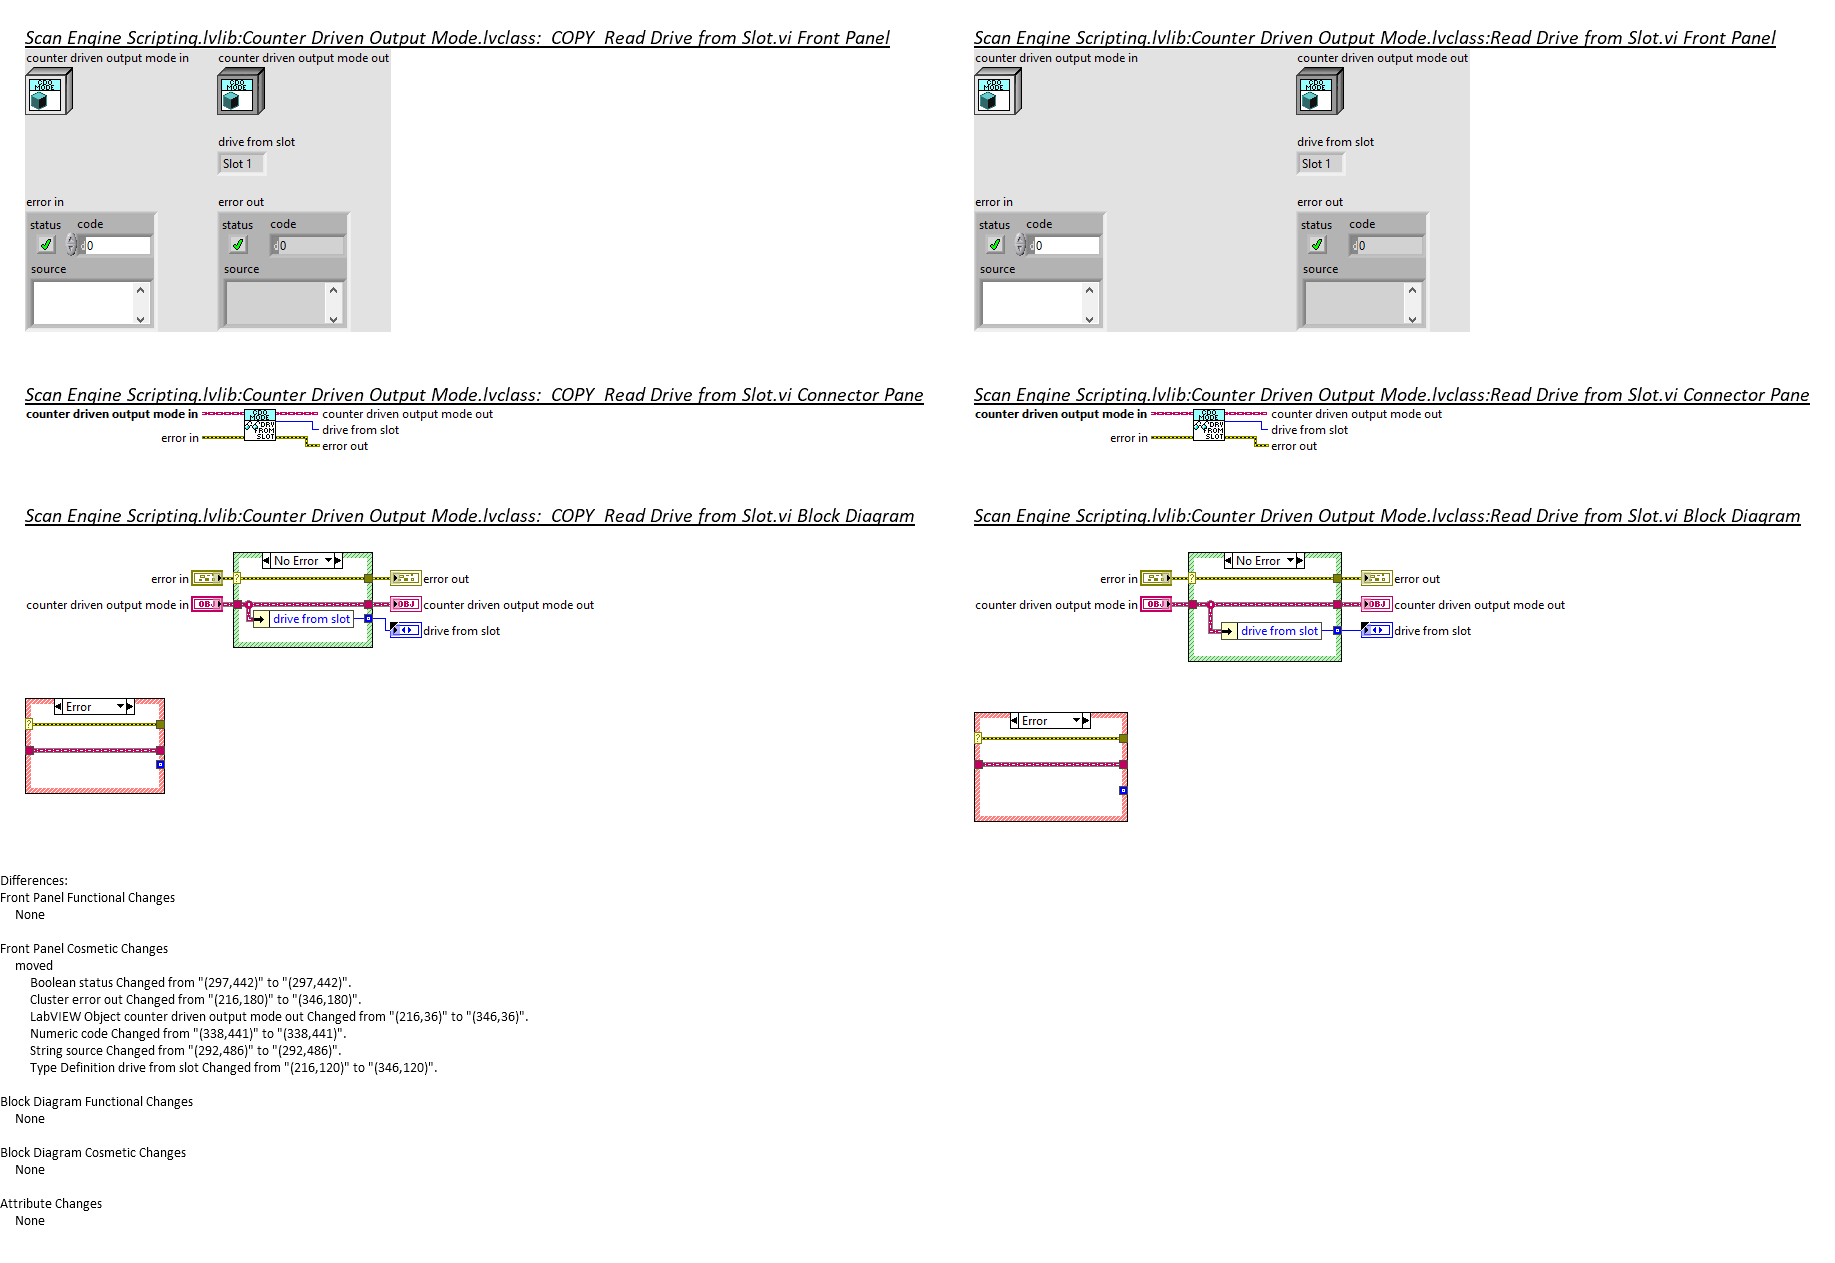 Scan Engine Scripting.lvlib:Counter Driven Output Mode.lvclass:_COPY_Read Drive from Slot.vi Front Panel
counter driven output mode in
counter driven output mode out
CDO
MODE
CDO
MODE
drive from slot
Slot 1
error in
error out
status code
status code
d0
d0
source
source
Scan Engine Scripting.lvlib:Counter Driven Output Mode.lvclass:Read Drive from Slot.vi Front Panel
counter driven output mode in
counter driven output mode out
CDO
MODE
CDO
MODE
drive from slot
Slot 1
error in
error out
status code
status code
d0
d0
source
source
Scan Engine Scripting.lvlib:Counter Driven Output Mode.lvclass:_COPY_Read Drive from Slot.vi Connector Pane
counter driven output mode in
error in
CDO
MODE
DRV
FROM
SLOT
counter driven output mode out
drive from slot
error out
Scan Engine Scripting.lvlib:Counter Driven Output Mode.lvclass:Read Drive from Slot.vi Connector Pane
counter driven output mode in
error in
CDO
MODE
DRV
FROM
SLOT
counter driven output mode out
drive from slot
error out
Scan Engine Scripting.lvlib:Counter Driven Output Mode.lvclass:_COPY_Read Drive from Slot.vi Block Diagram
No Error
error in
?
error out
counter driven output mode in
OBJ
OBJ
counter driven output mode out
drive from slot
drive from slot
Error
?
Scan Engine Scripting.lvlib:Counter Driven Output Mode.lvclass:Read Drive from Slot.vi Block Diagram
No Error
error in
?
error out
counter driven output mode in
OBJ
OBJ
counter driven output mode out
drive from slot
drive from slot
Error
?
Differences:
Front Panel Functional Changes
None
Front Panel Cosmetic Changes
moved
Boolean status Changed from "(297,442)" to "(297,442)".
Cluster error out Changed from "(216,180)" to "(346,180)".
LabVIEW Object counter driven output mode out Changed from "(216,36)" to "(346,36)".
Numeric code Changed from "(338,441)" to "(338,441)".
String source Changed from "(292,486)" to "(292,486)".
Type Definition drive from slot Changed from "(216,120)" to "(346,120)".
Block Diagram Functional Changes
None
Block Diagram Cosmetic Changes
None
Attribute Changes
None